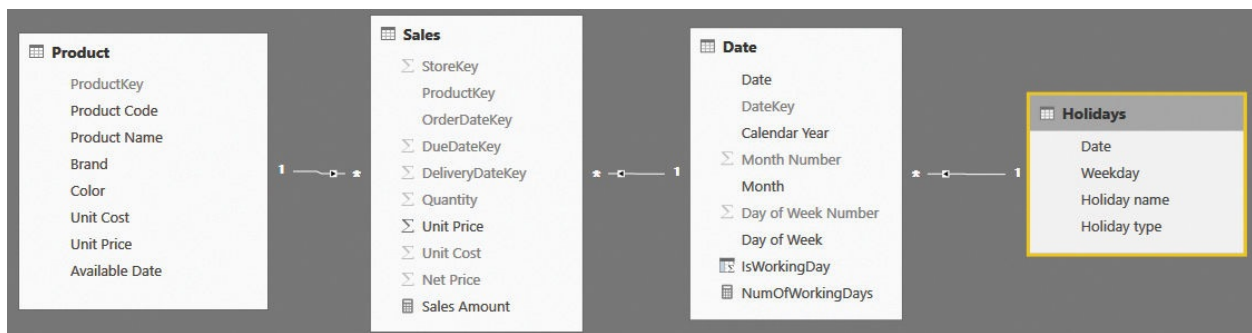 Product
ProductKey
Product Code
Product Name
Brand
Color
Unit Cost
Unit Price
Available Date
1
*
Sales
StoreKey
ProductKey
OrderDateKey
DueDateKey
DeliveryDateKey
Quantity
Unit Price
Unit Cost
Net Price
Sales Amount
*
1
Date
Date
DateKey
Calendar Year
Month Number
Month
Day of Week Number
Day of Week
IsWorkingDay
NumOfWorkingDays
*
1
Holidays
Date
Weekday
Holiday name
Holiday type